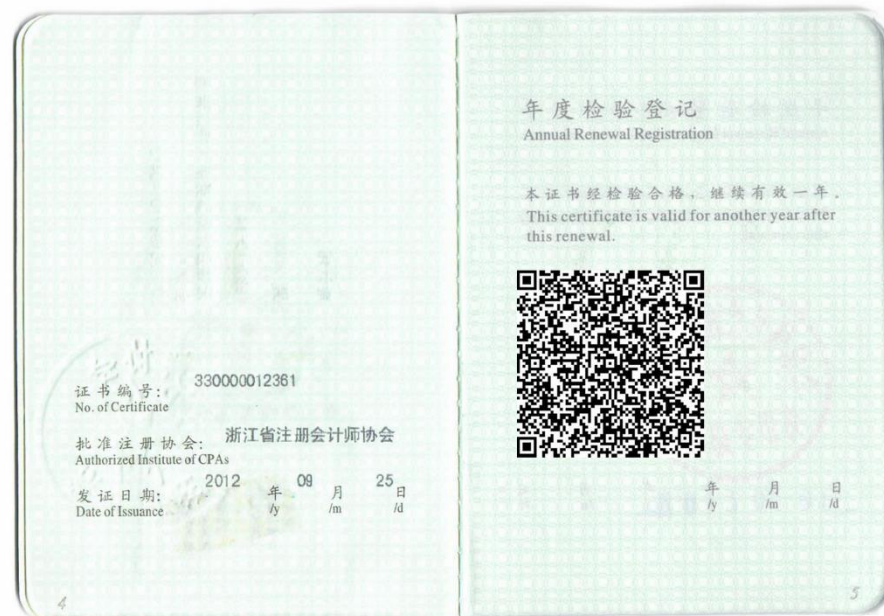 证书编号: 330000012361
No. of Certificate
批准注册协会: 浙江省注册会计师协会
Authorized Institute of CPAs
发证日期: 2012 年 09 月 25 日
Date of Issuance /y /m /d
4
年度检验登记
Annual Renewal Registration
本证书经检验合格，继续有效一年。
This certificate is valid for another year after
this renewal.
年 月 日
/y /m /d
5